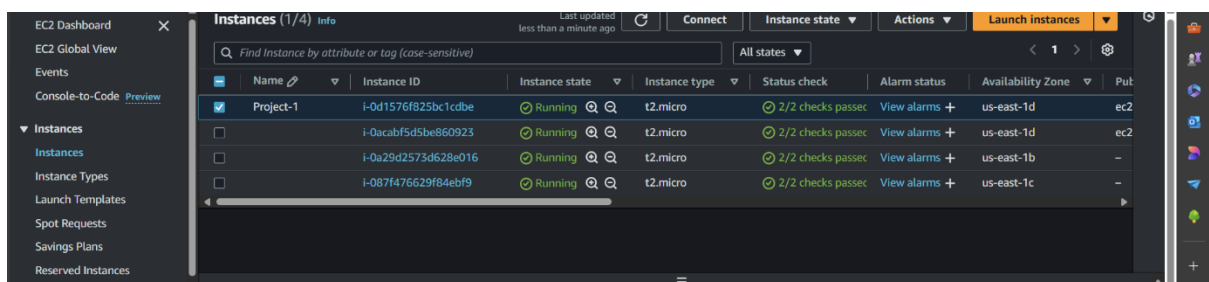 EC2 Dashboard
EC2 Global View
Events
Console-to-Code Preview
Instances
Instances
Instance Types
Launch Templates
Spot Requests
Savings Plans
Reserved Instances
Instances (1/4) Info
Last updated
less than a minute ago
Connect
Instance state
Actions
Launch instances
Find Instance by attribute or tag (case-sensitive)
All states
1
Name Instance ID Instance state Instance type Status check Alarm status Availability Zone Pub
Project-1 i-0d1576f825bc1cdbe Running t2.micro 2/2 checks passec View alarms + us-east-1d ec2
i-0acabf5d5be860923 Running t2.micro 2/2 checks passec View alarms + us-east-1d ec2
i-0a29d2573d628e016 Running t2.micro 2/2 checks passec View alarms + us-east-1b –
i-087f476629f84ebf9 Running t2.micro 2/2 checks passec View alarms + us-east-1c –